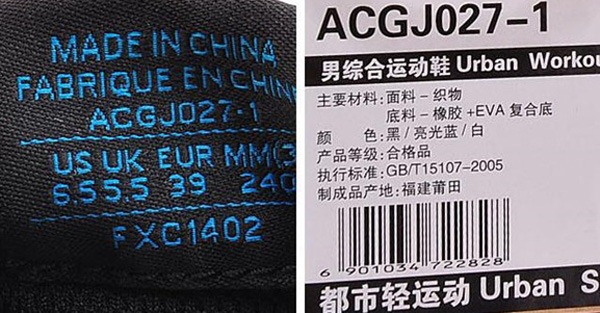 MADE IN CHINA
FABRIQUE EN CHINE
ACGJ027-1
US UK EUR MM(3
6.5 5.5 39 240
FXC1402
ACGJ027-1
男综合运动鞋 Urban Workou
主要材料: 面料-织物
底料-橡胶+EVA 复合底
颜 色: 黑/亮光蓝/白
产品等级: 合格品
执行标准: GB/T15107-2005
制成品产地: 福建莆田
6 901034 722828
都市轻运动 Urban S